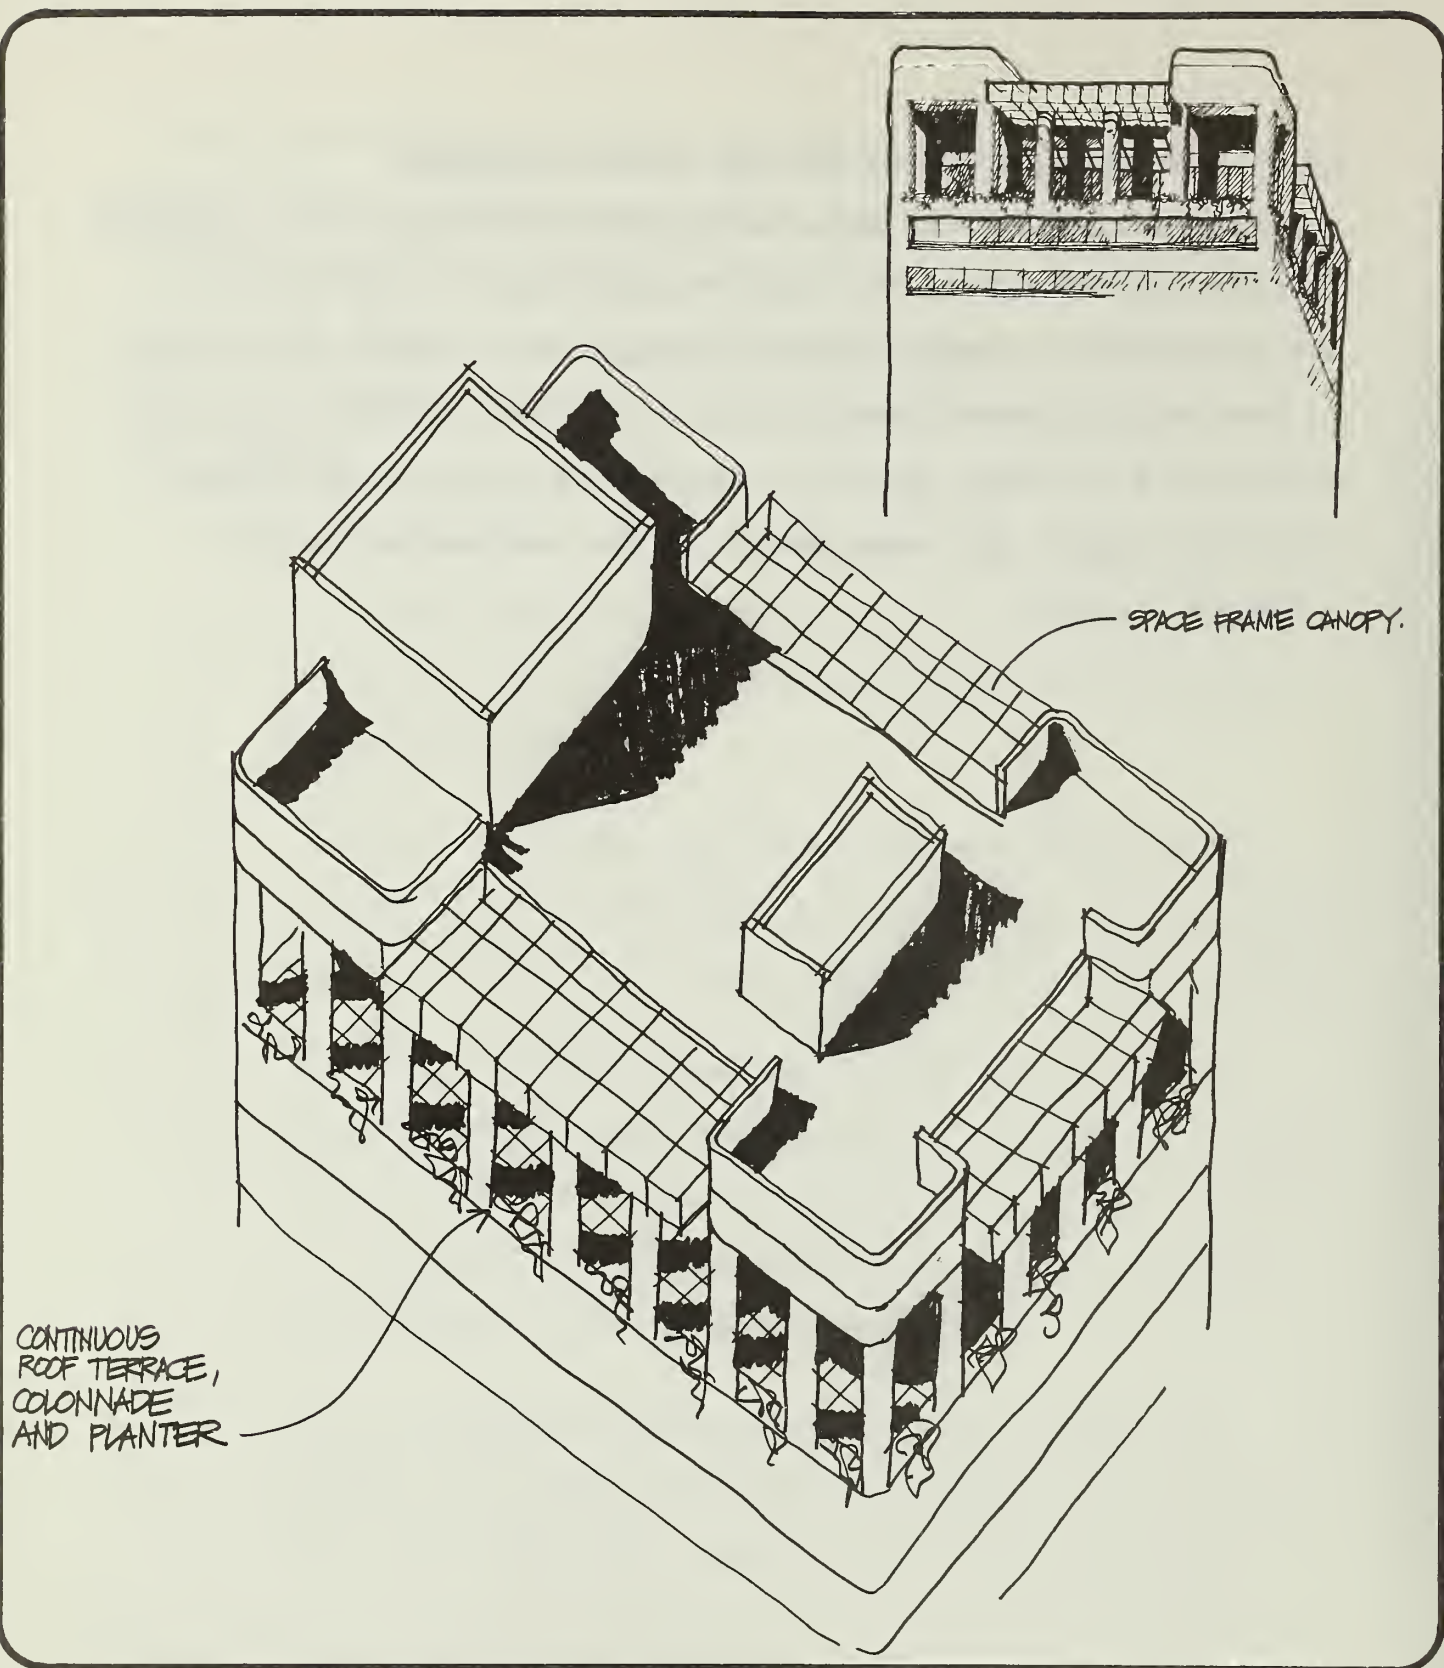 SPACE FRAME CANOPY.
CONTINUOUS
ROOF TERRACE,
COLONNADE
AND PLANTER